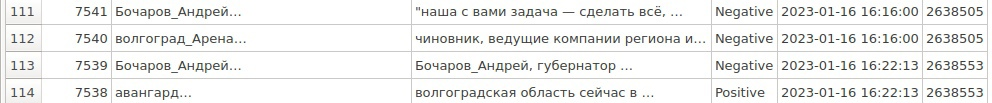 111 7541 Бочаров_Андрей... "наша с вами задача — сделать всё, ... Negative 2023-01-16 16:16:00 2638505
112 7540 волгоград_Арена... чиновник, ведущие компании региона и... Negative 2023-01-16 16:16:00 2638505
113 7539 Бочаров_Андрей... Бочаров_Андрей, губернатор ... Negative 2023-01-16 16:22:13 2638553
114 7538 авангард... волгоградская область сейчас в ... Positive 2023-01-16 16:22:13 2638553